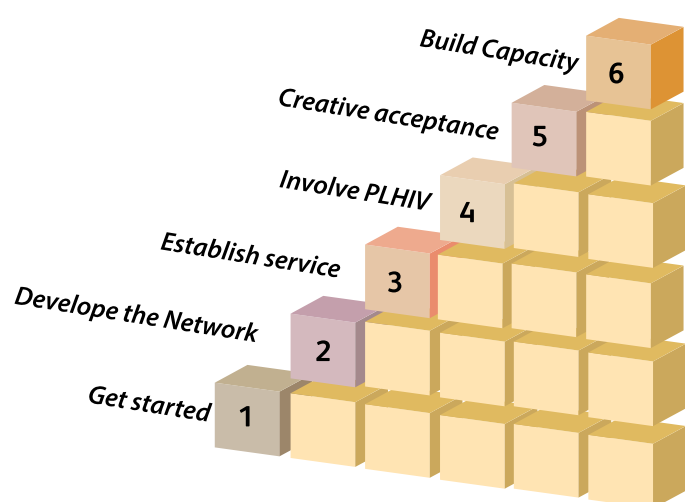 Build Capacity
6
Creative acceptance
5
Involve PLHIV
4
Establish service
3
Develope the Network
2
Get started
1